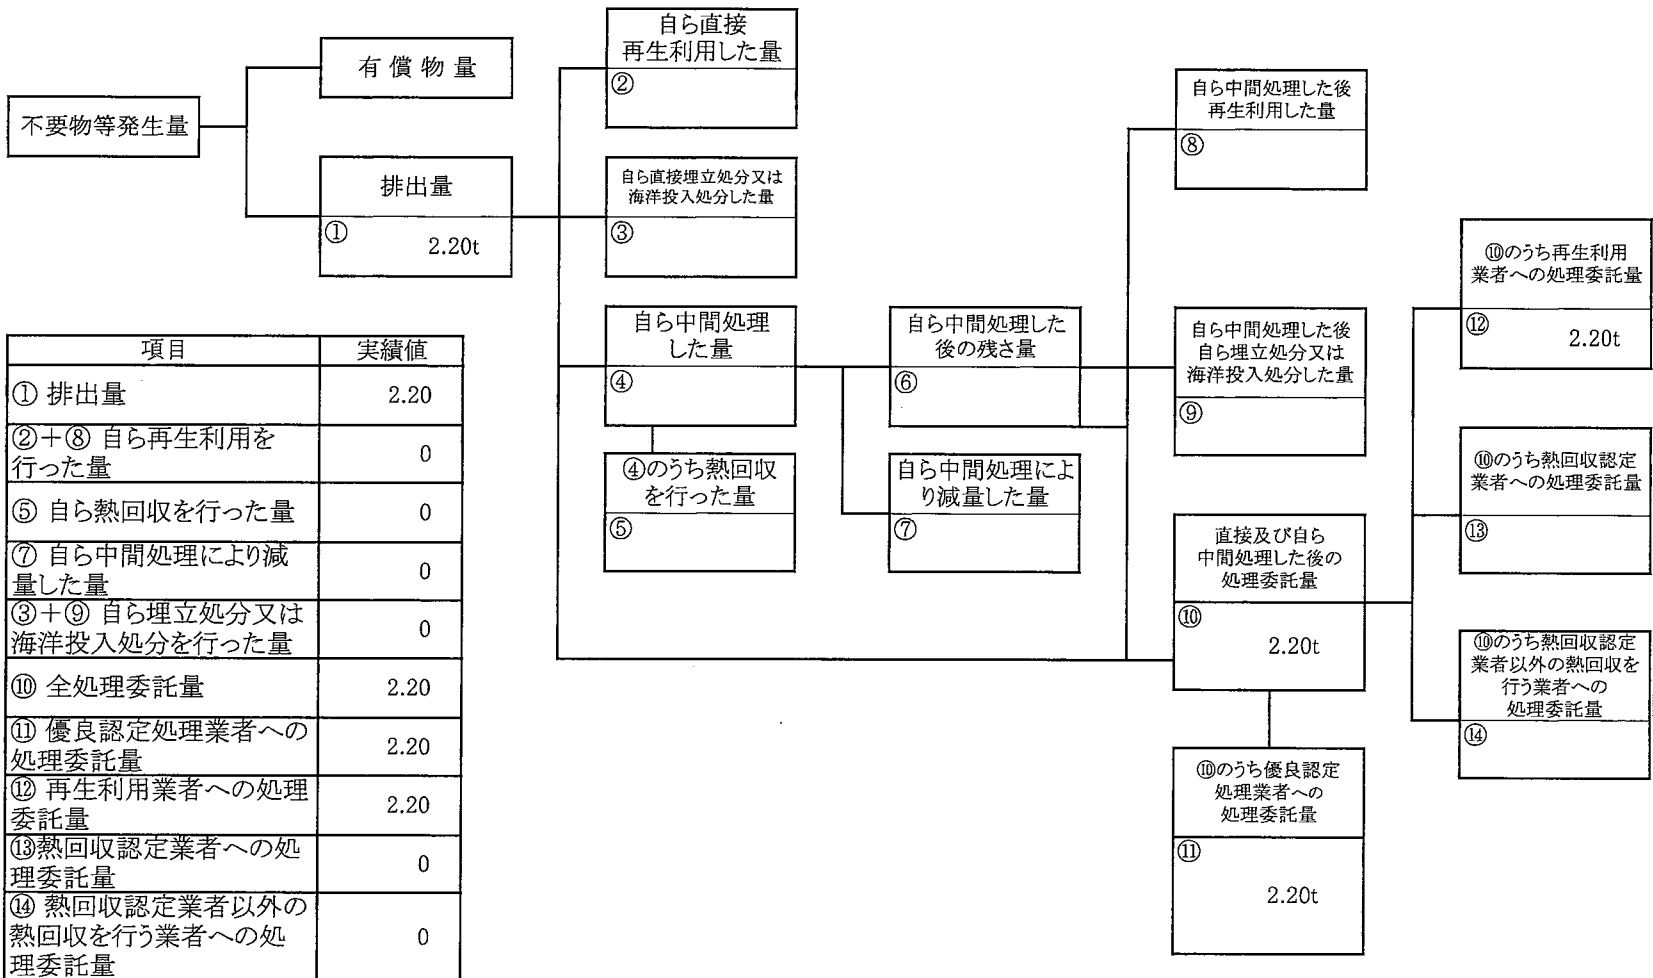 不要物等発生量
有償物量
排出量
①
2.20t
自ら直接
再生利用した量
②
自ら直接埋立処分又は
海洋投入処分した量
③
自ら中間処理
した量
④
④のうち熱回収
を行った量
⑤
自ら中間処理した
後の残さ量
⑥
自ら中間処理によ
り減量した量
⑦
自ら中間処理した後
再生利用した量
⑧
自ら中間処理した後
自ら埋立処分又は
海洋投入処分した量
⑨
直接及び自ら
中間処理した後の
処理委託量
⑩
2.20t
⑩のうち優良認定
処理業者への
処理委託量
⑪
2.20t
⑩のうち再生利用
業者への処理委託量
⑫ 2.20t
⑩のうち熱回収認定
業者への処理委託量
⑬
⑩のうち熱回収認定
業者以外の熱回収を
行う業者への
処理委託量
⑭
項目 実績値
① 排出量 2.20
②+⑧ 自ら再生利用を
行った量 0
⑤ 自ら熱回収を行った量 0
⑦ 自ら中間処理により減
量した量 0
③+⑨ 自ら埋立処分又は
海洋投入処分を行った量 0
⑩ 全処理委託量 2.20
⑪ 優良認定処理業者への
処理委託量 2.20
⑫ 再生利用業者への処理
委託量 2.20
⑬熱回収認定業者への処
理委託量 0
⑭ 熱回収認定業者以外の
熱回収を行う業者への処
理委託量 0